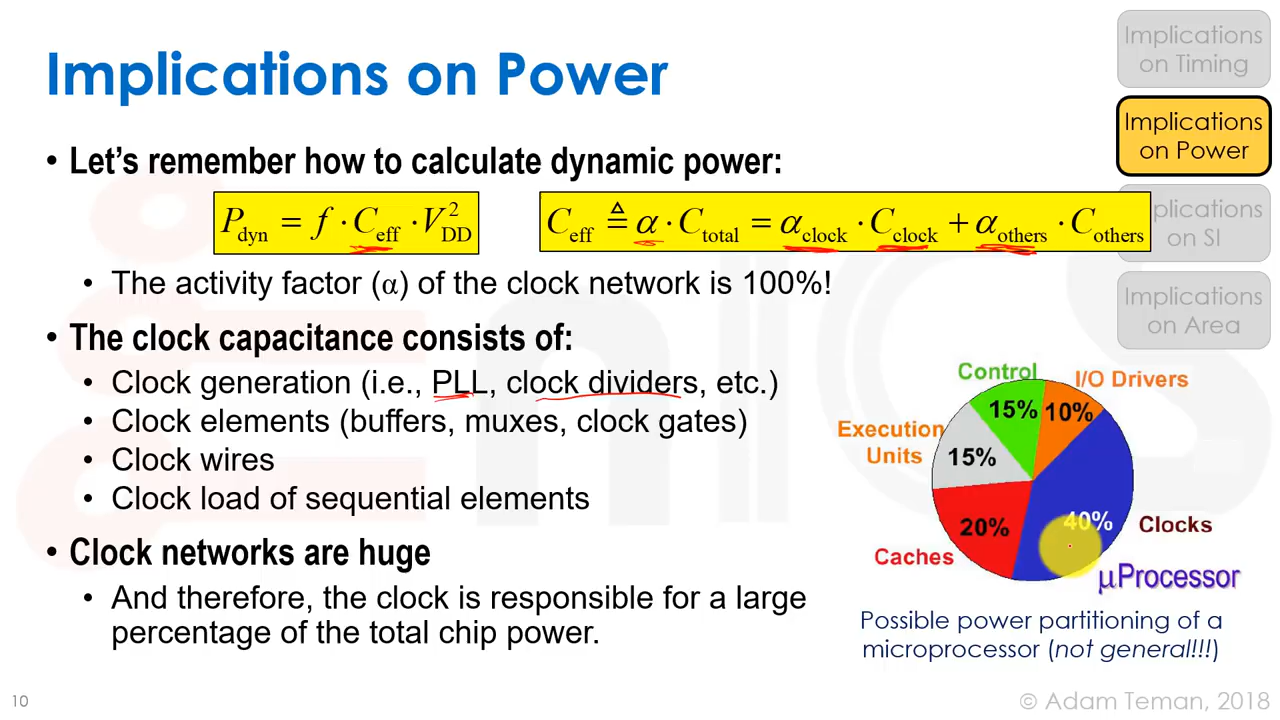 Implications on Power
Implications
on Timing
Implications
on Power
Implications
on SI
Implications
on Area
• Let's remember how to calculate dynamic power:
P_dyn = f · C_eff · V_DD^2
C_eff ≜ α · C_total = α_clock · C_clock + α_others · C_others
• The activity factor (α) of the clock network is 100%!
• The clock capacitance consists of:
• Clock generation (i.e., PLL, clock dividers, etc.)
• Clock elements (buffers, muxes, clock gates)
• Clock wires
• Clock load of sequential elements
• Clock networks are huge
• And therefore, the clock is responsible for a large
percentage of the total chip power.
Control
I/O Drivers
15%
10%
Execution
Units
15%
40%
Clocks
20%
Caches
μProcessor
Possible power partitioning of a
microprocessor (not general!!!)
10
© Adam Teman, 2018